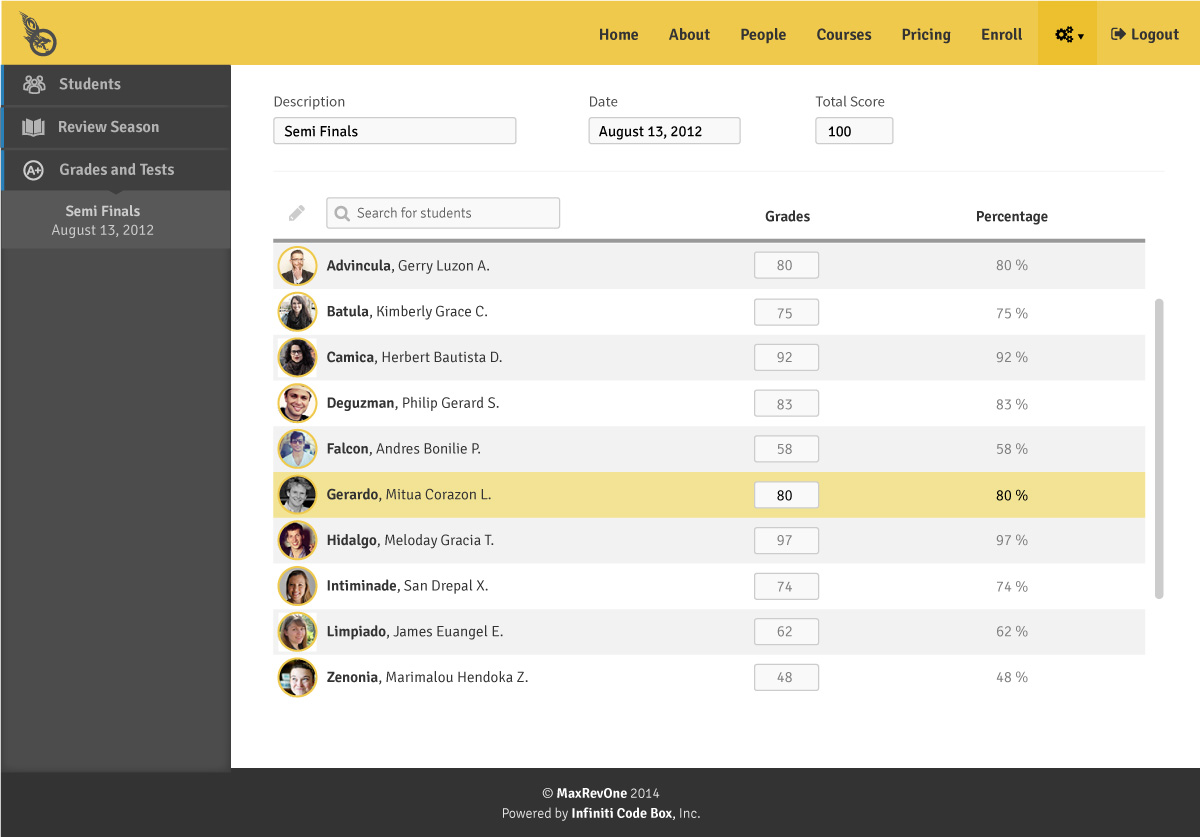 Home About People Courses Pricing Enroll Logout
Students
Review Season
A+ Grades and Tests
Semi Finals
August 13, 2012
Description Date Total Score
Semi Finals August 13, 2012 100
Search for students Grades Percentage
Advincula, Gerry Luzon A. 80 80 %
Batula, Kimberly Grace C. 75 75 %
Camica, Herbert Bautista D. 92 92 %
Deguzman, Philip Gerard S. 83 83 %
Falcon, Andres Bonilie P. 58 58 %
Gerardo, Mitua Corazon L. 80 80 %
Hidalgo, Meloday Gracia T. 97 97 %
Intiminade, San Drepal X. 74 74 %
Limpiado, James Euangel E. 62 62 %
Zenonia, Marimalou Hendoka Z. 48 48 %
© MaxRevOne 2014
Powered by Infiniti Code Box, Inc.